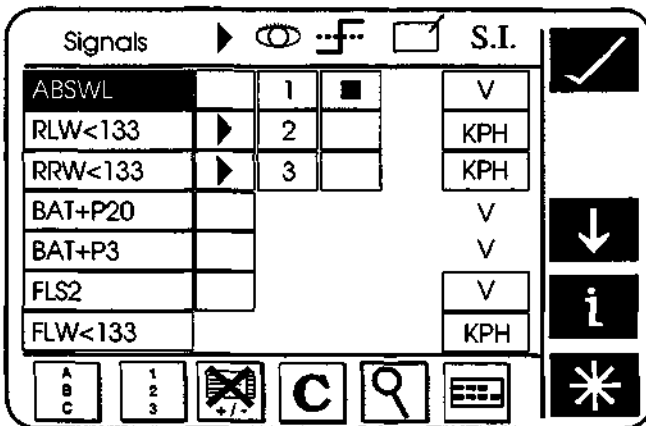 Signals S.I.
ABSWL 1 V
RLW<133 2 KPH
RRW<133 3 KPH
BAT+P20 V
BAT+P3 V
FLS2 V
FLW<133 KPH
A B C 1 2 3 +/- C i